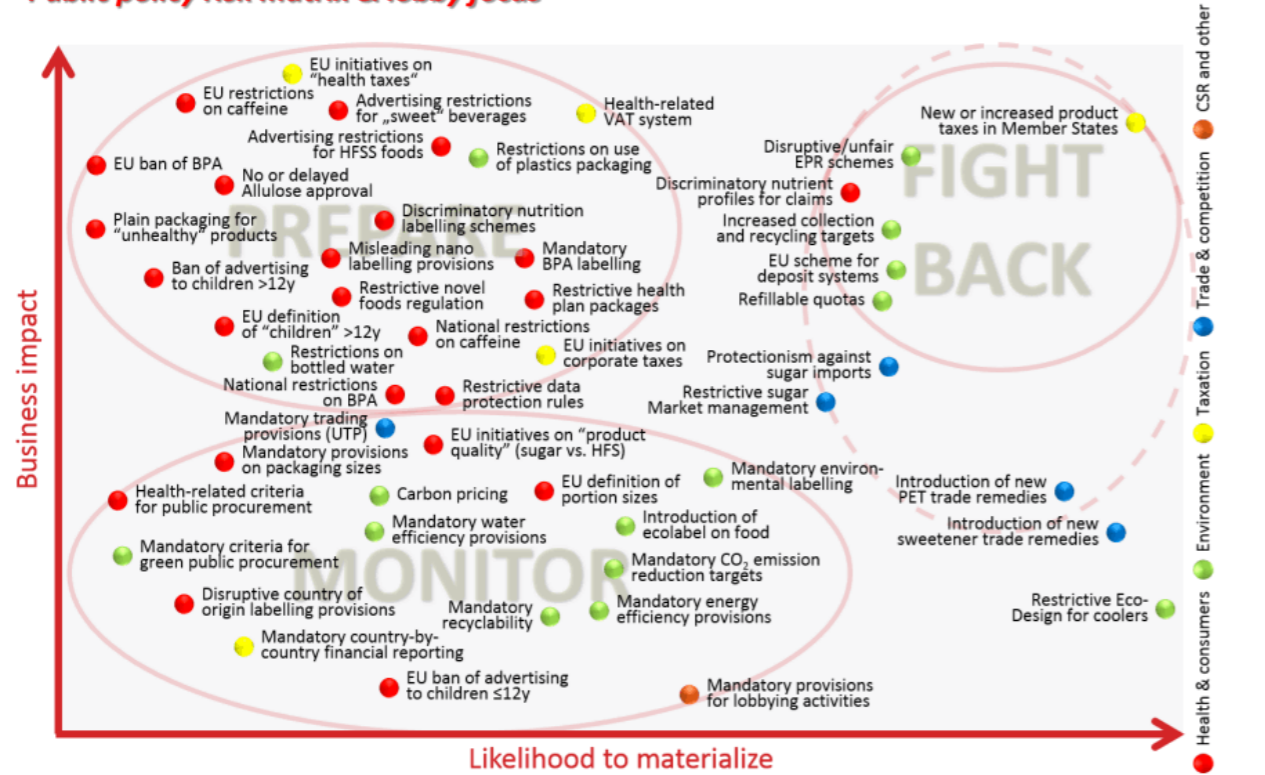 Public policy risk matrix & lobby focus
EU initiatives on
“health taxes“
EU restrictions
on caffeine
Advertising restrictions
for „sweet“ beverages
Health-related
VAT system
New or increased product
taxes in Member States
Advertising restrictions
for HFSS foods
Restrictions on use
of plastics packaging
Disruptive/unfair
EPR schemes
EU ban of BPA
No or delayed
Allulose approval
Discriminatory nutrient
profiles for claims
FIGHT
BACK
PREPARE
Plain packaging for
“unhealthy” products
Discriminatory nutrition
labelling schemes
Increased collection
and recycling targets
Misleading nano
labelling provisions
Mandatory
BPA labelling
EU scheme for
deposit systems
Ban of advertising
to children >12y
Restrictive novel
foods regulation
Restrictive health
plan packages
Refillable quotas
EU definition
of “children” >12y
National restrictions
on caffeine
EU initiatives on
corporate taxes
Restrictions on
bottled water
Protectionism against
sugar imports
National restrictions
on BPA
Restrictive data
protection rules
Restrictive sugar
Market management
Mandatory trading
provisions (UTP)
EU initiatives on “product
quality” (sugar vs. HFS)
Mandatory provisions
on packaging sizes
Mandatory environ-
mental labelling
EU definition of
portion sizes
Introduction of new
PET trade remedies
Health-related criteria
for public procurement
Carbon pricing
Mandatory water
efficiency provisions
Introduction of
ecolabel on food
Introduction of new
sweetener trade remedies
Mandatory criteria for
green public procurement
MONITOR
Mandatory CO₂ emission
reduction targets
Disruptive country of
origin labelling provisions
Mandatory
recyclability
Mandatory energy
efficiency provisions
Restrictive Eco-
Design for coolers
Mandatory country-by-
country financial reporting
EU ban of advertising
to children ≤12y
Mandatory provisions
for lobbying activities
Business impact
Likelihood to materialize
Health & consumers
Environment
Taxation
Trade & competition
CSR and other